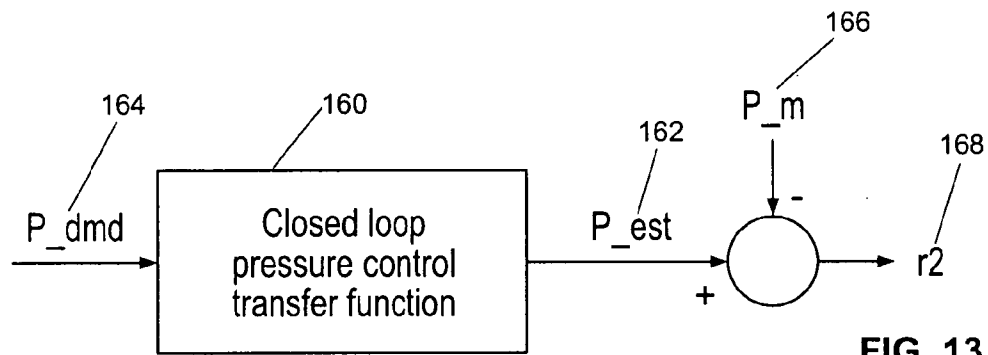 166
164
160
P_m
162
168
P_dmd
Closed loop
pressure control
transfer function
P_est
-
+
r2
FIG. 13